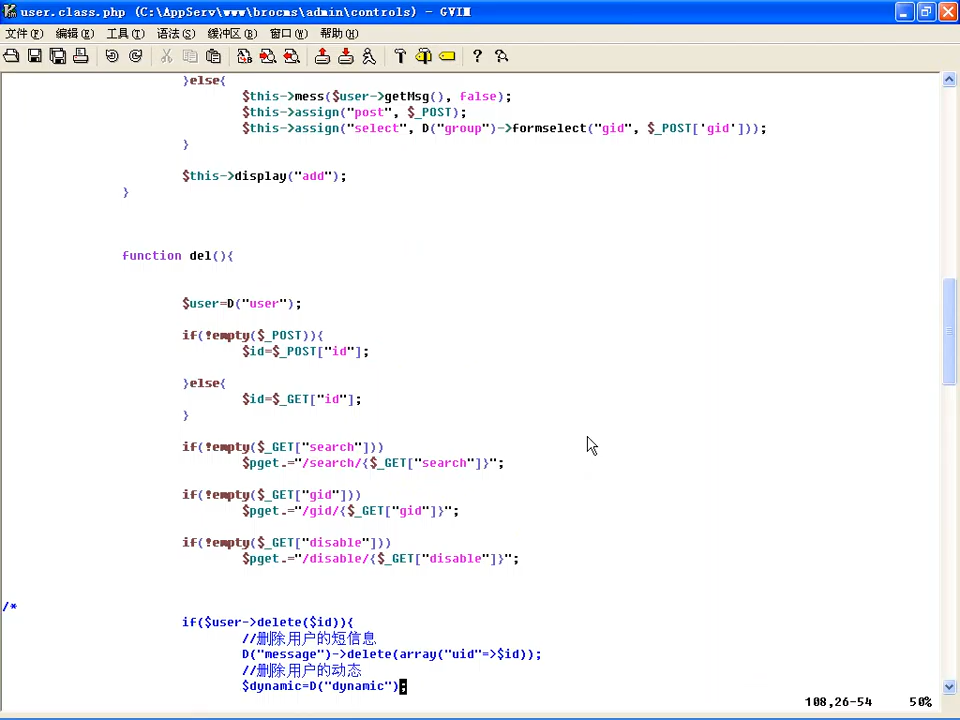 user.class.php (C:\AppServ\www\brocms\admin\controls) - GVIM
文件(F) 编辑(E) 工具(T) 语法(S) 缓冲区(B) 窗口(W) 帮助(H)
}else{
$this->mess($user->getMsg(), false);
$this->assign("post", $_POST);
$this->assign("select", D("group")->formselect("gid", $_POST['gid']));
}
$this->display("add");
}
function del(){
$user=D("user");
if(!empty($_POST)){
$id=$_POST["id"];
}else{
$id=$_GET["id"];
}
if(!empty($_GET["search"]))
$pget.="/search/{$_GET["search"]}";
if(!empty($_GET["gid"]))
$pget.="/gid/{$_GET["gid"]}";
if(!empty($_GET["disable"]))
$pget.="/disable/{$_GET["disable"]}";
/*
if($user->delete($id)){
//删除用户的短信息
D("message")->delete(array("uid"=>$id));
//删除用户的动态
$dynamic=D("dynamic");
108,26-54 50%